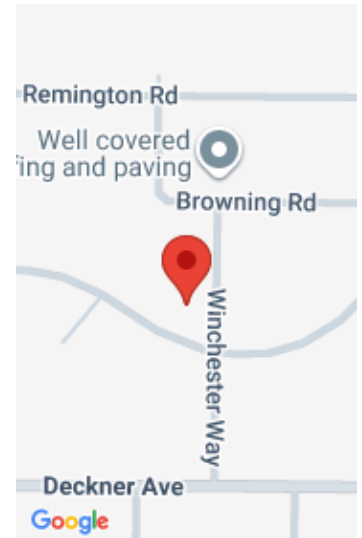 Remington Rd
Well covered
fing and paving
Browning Rd
Winchester Way
Deckner Ave
Google